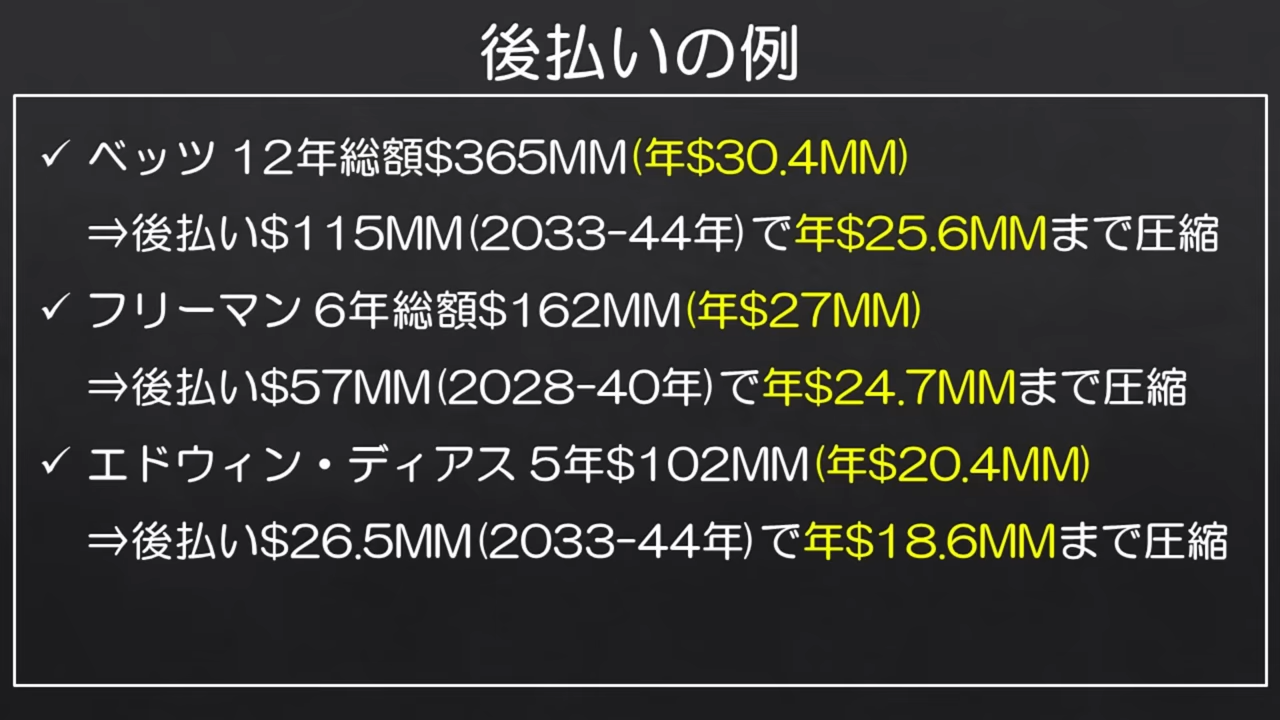 後払いの例
✓ ベッツ 12年総額$365MM(年$30.4MM)
⇒後払い$115MM(2033-44年)で年$25.6MMまで圧縮
✓ フリーマン 6年総額$162MM(年$27MM)
⇒後払い$57MM(2028-40年)で年$24.7MMまで圧縮
✓ エドウィン・ディアス 5年$102MM(年$20.4MM)
⇒後払い$26.5MM(2033-44年)で年$18.6MMまで圧縮